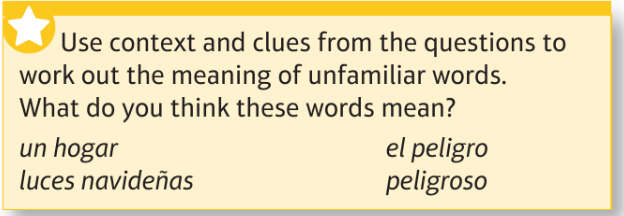 Use context and clues from the questions to
work out the meaning of unfamiliar words.
What do you think these words mean?
un hogar el peligro
luces navideñas peligroso